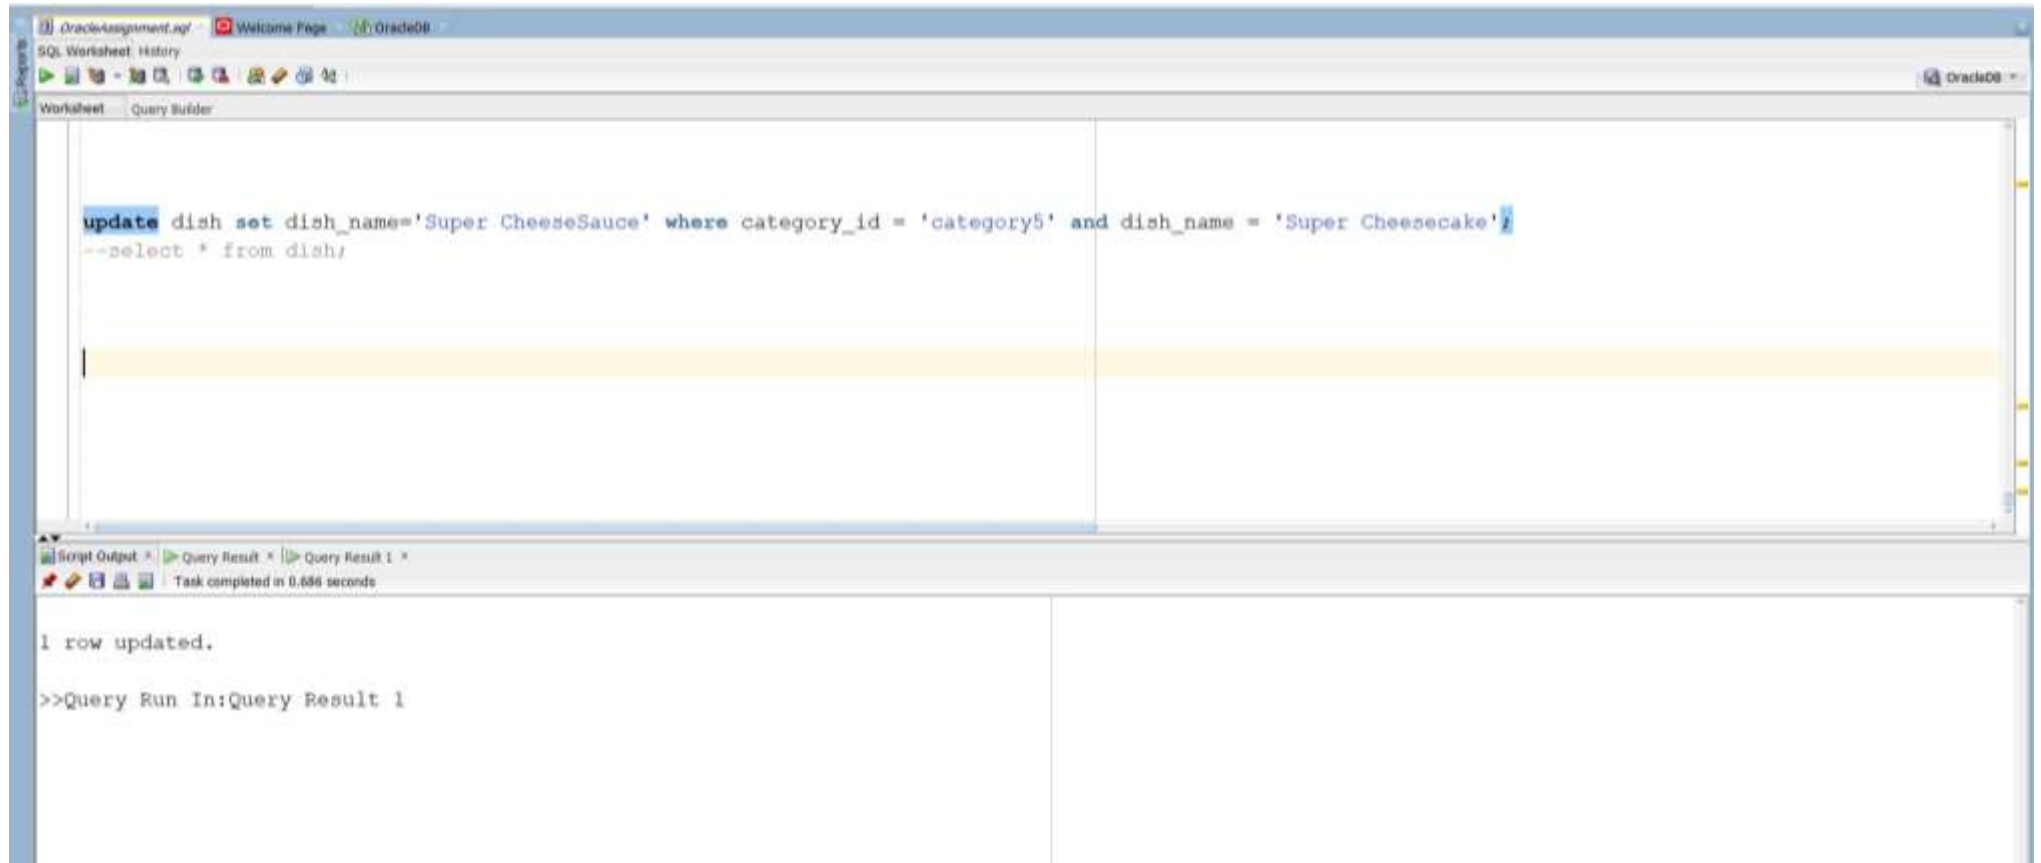 OracleAssignment.sql Welcome Page OracleDB
Reports
SQL Worksheet History
OracleDB
Worksheet Query Builder
update dish set dish_name='Super CheeseSauce' where category_id = 'category5' and dish_name = 'Super Cheesecake';
--select * from dish;
Script Output × Query Result × Query Result 1 ×
Task completed in 0.686 seconds
1 row updated.
>>Query Run In:Query Result 1